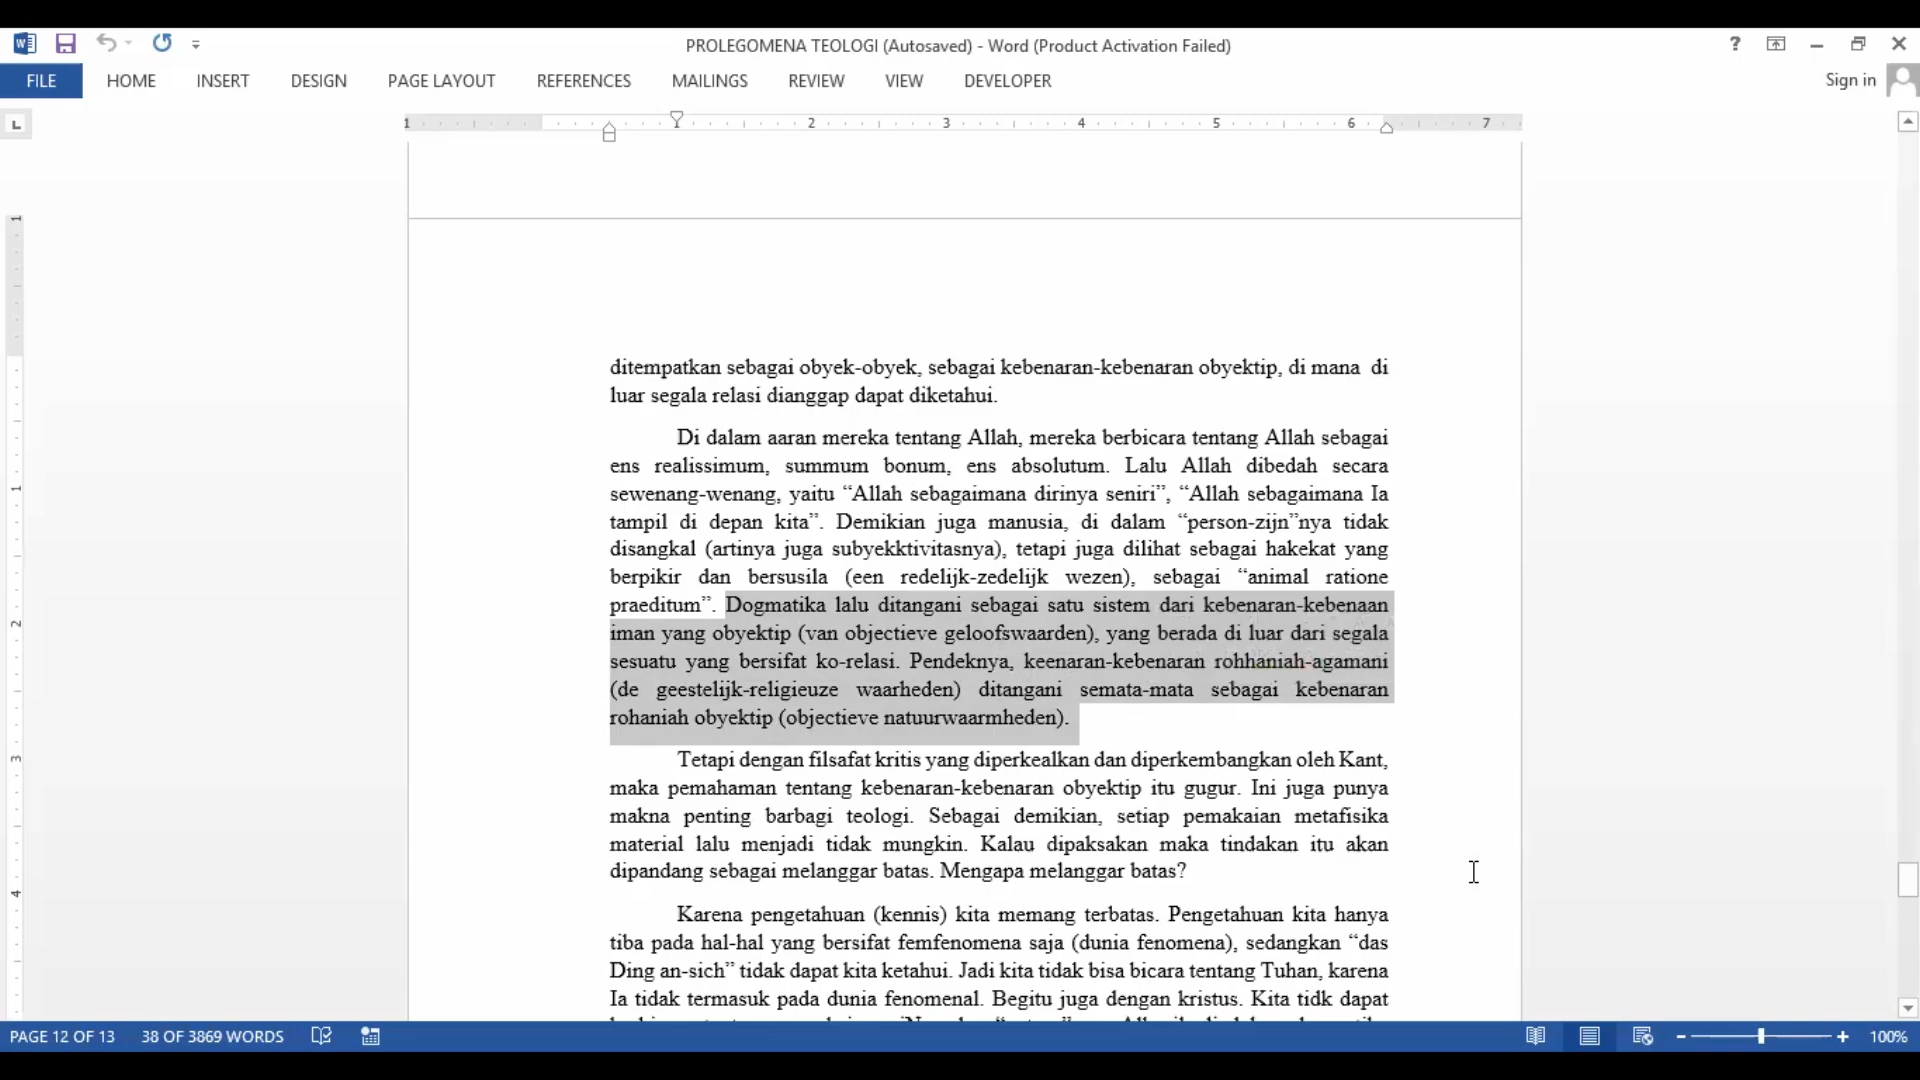 PROLEGOMENA TEOLOGI (Autosaved) - Word (Product Activation Failed)
?
FILE HOME INSERT DESIGN PAGE LAYOUT REFERENCES MAILINGS REVIEW VIEW DEVELOPER Sign in
L
1 1 2 3 4 5 6 7
ditempatkan sebagai obyek-obyek, sebagai kebenaran-kebenaran obyektip, di mana di
luar segala relasi dianggap dapat diketahui.
Di dalam aaran mereka tentang Allah, mereka berbicara tentang Allah sebagai
ens realissimum, summum bonum, ens absolutum. Lalu Allah dibedah secara
sewenang-wenang, yaitu “Allah sebagaimana dirinya seniri”, “Allah sebagaimana Ia
tampil di depan kita”. Demikian juga manusia, di dalam “person-zijn”nya tidak
disangkal (artinya juga subyekktivitasnya), tetapi juga dilihat sebagai hakekat yang
berpikir dan bersusila (een redelijk-zedelijk wezen), sebagai “animal ratione
praeditum”. Dogmatika lalu ditangani sebagai satu sistem dari kebenaran-kebenaan
iman yang obyektip (van objectieve geloofswaarden), yang berada di luar dari segala
sesuatu yang bersifat ko-relasi. Pendeknya, keenaran-kebenaran rohhaniah-agamani
(de geestelijk-religieuze waarheden) ditangani semata-mata sebagai kebenaran
rohaniah obyektip (objectieve natuurwaarmheden).
Tetapi dengan filsafat kritis yang diperkealkan dan diperkembangkan oleh Kant,
maka pemahaman tentang kebenaran-kebenaran obyektip itu gugur. Ini juga punya
makna penting barbagi teologi. Sebagai demikian, setiap pemakaian metafisika
material lalu menjadi tidak mungkin. Kalau dipaksakan maka tindakan itu akan
dipandang sebagai melanggar batas. Mengapa melanggar batas?
Karena pengetahuan (kennis) kita memang terbatas. Pengetahuan kita hanya
tiba pada hal-hal yang bersifat femfenomena saja (dunia fenomena), sedangkan “das
Ding an-sich” tidak dapat kita ketahui. Jadi kita tidak bisa bicara tentang Tuhan, karena
Ia tidak termasuk pada dunia fenomenal. Begitu juga dengan kristus. Kita tidk dapat
1
1
2
3
4
PAGE 12 OF 13 38 OF 3869 WORDS 100%